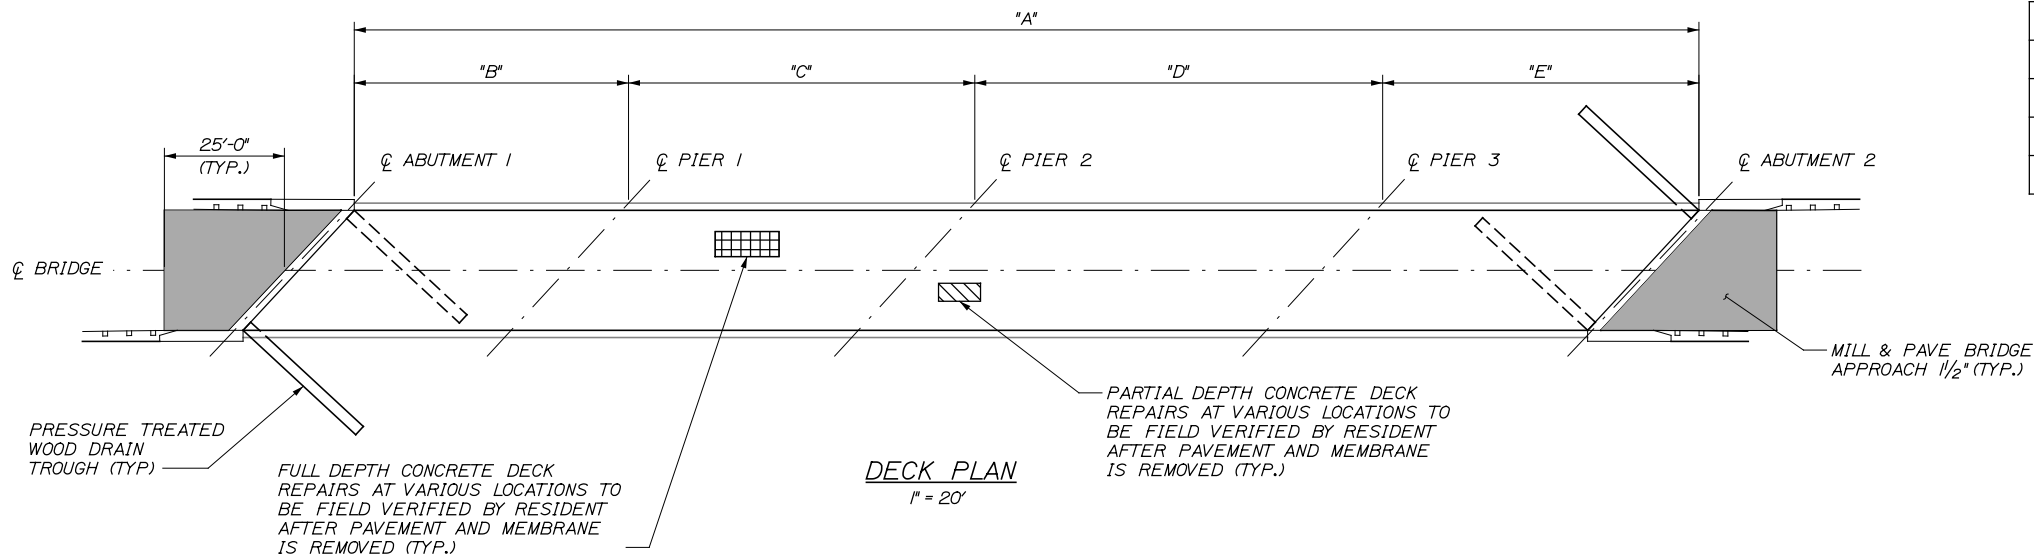 "A"
"B" "C" "D" "E"
25'-0"
(TYP.)
℄ ABUTMENT 1 ℄ PIER 1 ℄ PIER 2 ℄ PIER 3 ℄ ABUTMENT 2
℄ BRIDGE
MILL & PAVE BRIDGE
APPROACH 1 1/2" (TYP.)
PRESSURE TREATED
WOOD DRAIN
TROUGH (TYP)
FULL DEPTH CONCRETE DECK
REPAIRS AT VARIOUS LOCATIONS TO
BE FIELD VERIFIED BY RESIDENT
AFTER PAVEMENT AND MEMBRANE
IS REMOVED (TYP.)
PARTIAL DEPTH CONCRETE DECK
REPAIRS AT VARIOUS LOCATIONS TO
BE FIELD VERIFIED BY RESIDENT
AFTER PAVEMENT AND MEMBRANE
IS REMOVED (TYP.)
DECK PLAN
1" = 20'